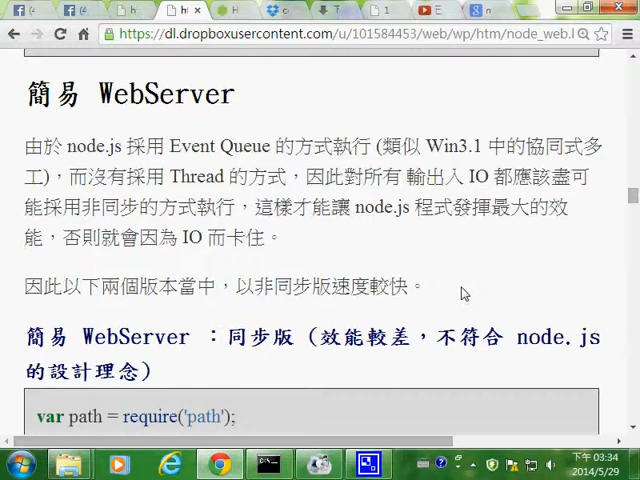 https://dl.dropboxusercontent.com/u/101584453/web/wp/htm/node_web.l
簡易 WebServer
由於 node.js 採用 Event Queue 的方式執行 (類似 Win3.1 中的協同式多
工)，而沒有採用 Thread 的方式，因此對所有 輸出入 IO 都應該盡可
能採用非同步的方式執行，這樣才能讓 node.js 程式發揮最大的效
能，否則就會因為 IO 而卡住。
因此以下兩個版本當中，以非同步版速度較快。
簡易 WebServer ：同步版 (效能較差，不符合 node.js
的設計理念)
var path = require('path');
下午 03:34
2014/5/29